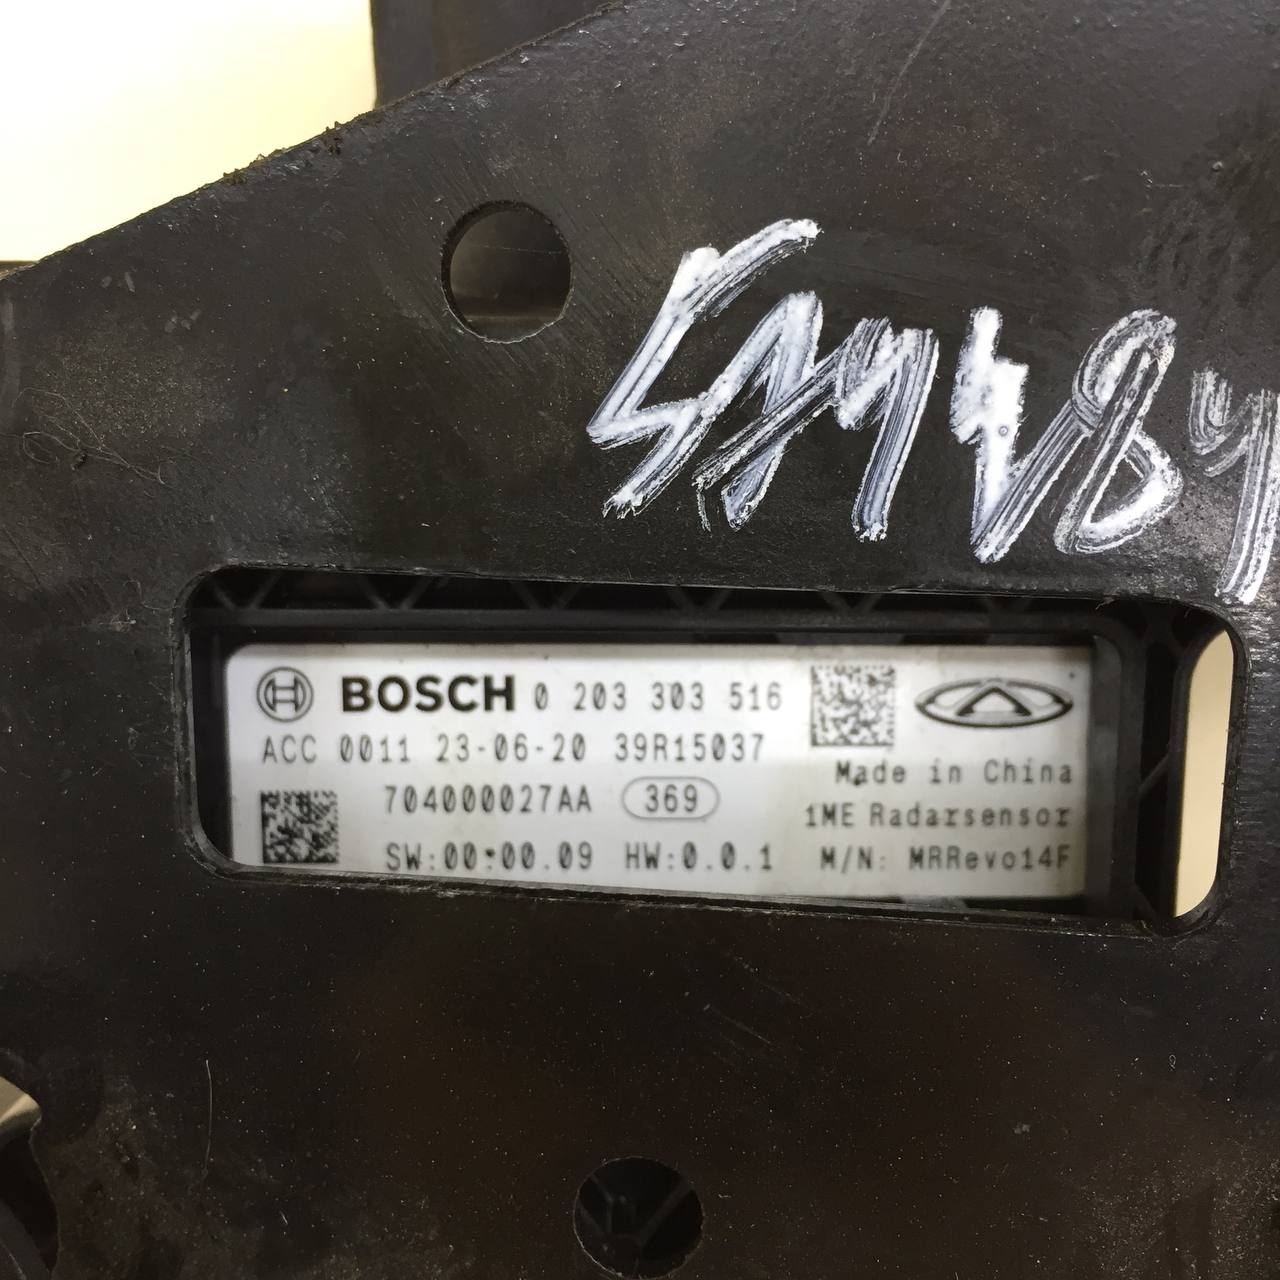 BOSCH 0 203 303 516
ACC 0011 23-06-20 39R15037
704000027AA 369
SW:00:00.09 HW:0.0.1
Made in China
1ME Radarsensor
M/N: MRRevo14F